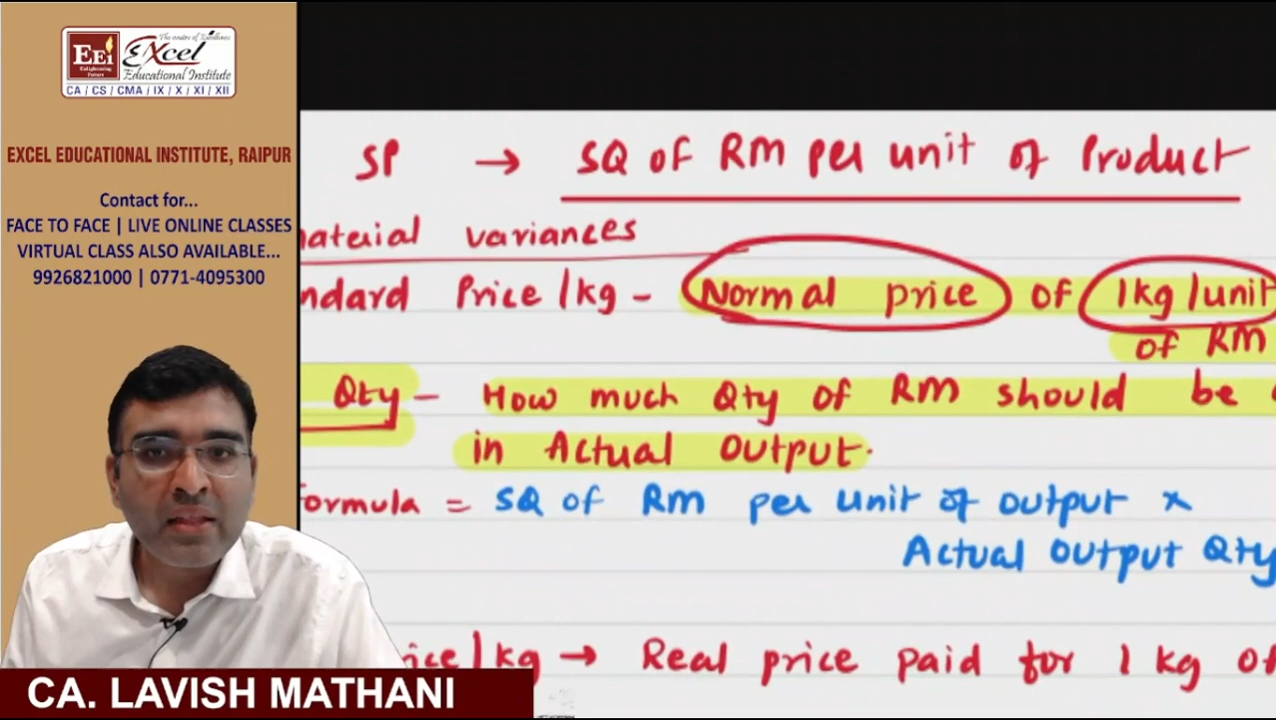 The centre of Excellence
EEi Excel
Enlightening Future
Educational Institute
CA / CS / CMA / IX / X / XI / XII
EXCEL EDUCATIONAL INSTITUTE, RAIPUR
Contact for...
FACE TO FACE | LIVE ONLINE CLASSES
VIRTUAL CLASS ALSO AVAILABLE...
9926821000 | 0771-4095300
SP → SQ of RM per unit of Product
material variances
ndard Price/kg - Normal price of 1kg/unit
of RM
Qty - How much Qty of RM should be
in Actual Output.
Formula = SQ of Rm per unit of output x
Actual Output Qty
ice/kg → Real price paid for 1 kg of
CA. LAVISH MATHANI